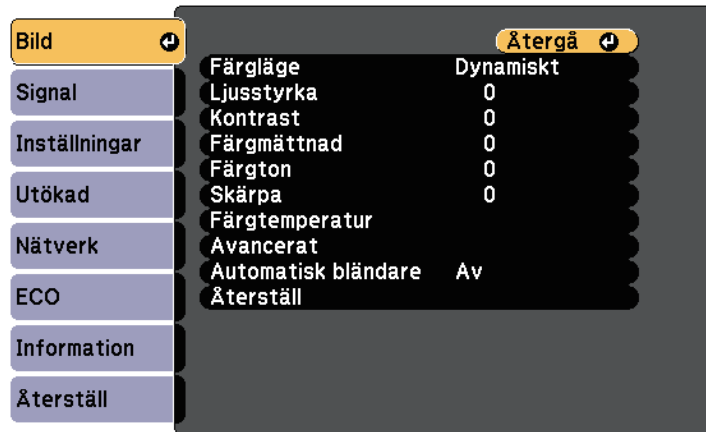 Bild
Signal
Inställningar
Utökad
Nätverk
ECO
Information
Återställ
Återgå
Färgläge Dynamiskt
Ljusstyrka 0
Kontrast 0
Färgmättnad 0
Färgton 0
Skärpa 0
Färgtemperatur
Avancerat
Automatisk bländare Av
Återställ